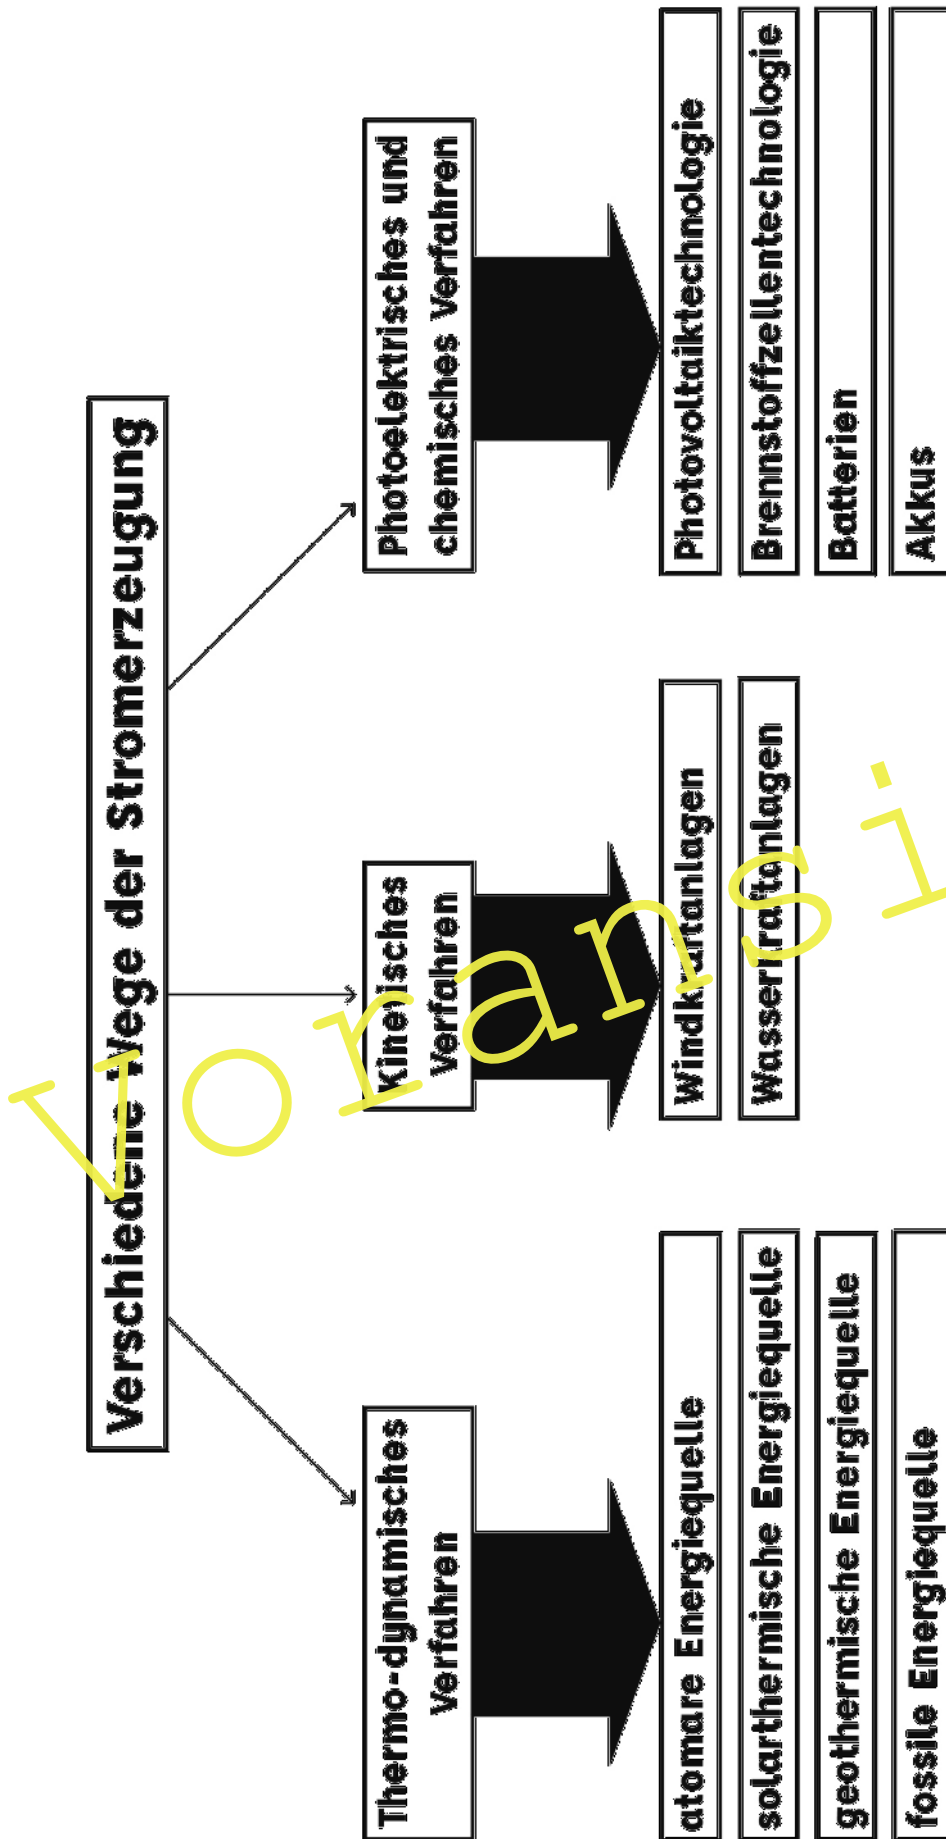 Verschiedene Wege der Stromerzeugung
Thermo-dynamisches
Verfahren
atomare Energiequelle
solarthermische Energiequelle
geothermische Energiequelle
fossile Energiequelle
Kinetisches
Verfahren
Windkraftanlagen
Wasserkraftanlagen
Photoelektrisches und
chemisches Verfahren
Photovoltaiktechnologie
Brennstoffzellentechnologie
Batterien
Akkus
Voransi